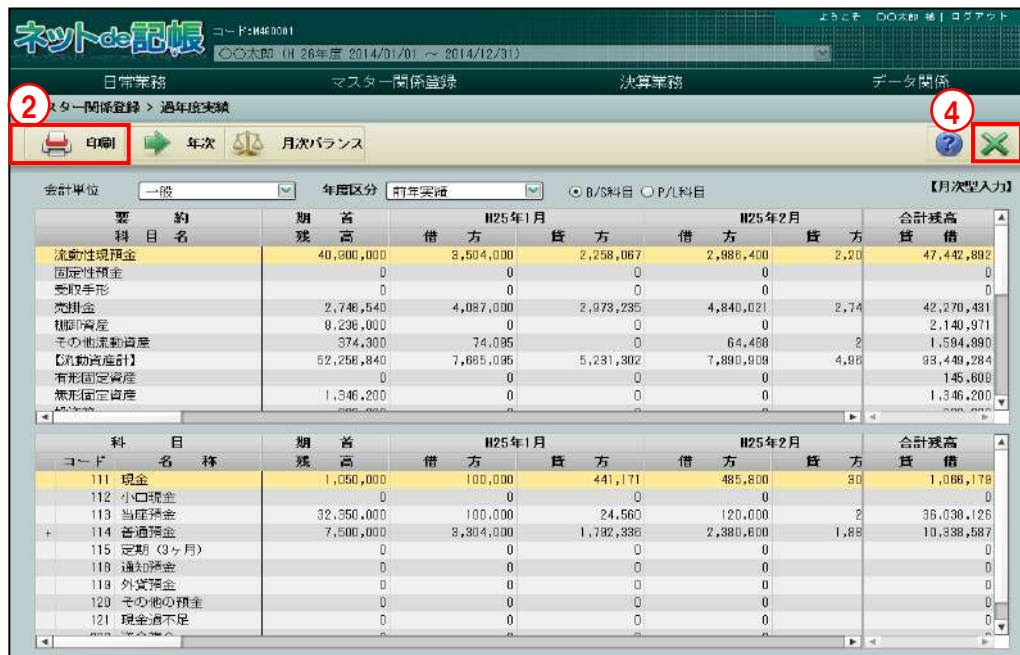 ようこそ 〇〇太郎 様 | ログアウト
ネットde記帳 コード:M460001
〇〇太郎 (H 26年度 2014/01/01 ～ 2014/12/31)
日常業務 マスター関係登録 決算業務 データ関係
② スター関係登録 > 過年度実績 ④
印刷 年次 月次バランス
会計単位 一般 年度区分 前年実績 B/S科目 P/L科目 【月次型入力】
要 約 期 首 H25年1月 H25年2月 合計残高
科 目 名 残 高 借 方 貸 方 借 方 貸 方 貸 借
流動性現預金 40,900,000 3,504,000 2,258,067 2,986,400 2,20 47,442,892
固定性預金 0 0 0 0 0
受取手形 0 0 0 0 0
売掛金 2,746,540 4,087,000 2,973,235 4,840,021 2,74 42,270,431
棚卸資産 8,236,000 0 0 0 2,140,971
その他流動資産 374,300 74,095 0 64,488 2 1,594,990
【流動資産計】 52,256,840 7,665,095 5,231,302 7,890,909 4,96 93,449,284
有形固定資産 0 0 0 0 145,608
無形固定資産 1,346,200 0 0 0 1,346,200
科 目 期 首 H25年1月 H25年2月 合計残高
コード 名 称 残 高 借 方 貸 方 借 方 貸 方 貸 借
111 現金 1,050,000 100,000 441,171 485,800 30 1,066,179
112 小口現金 0 0 0 0 0
113 当座預金 32,350,000 100,000 24,560 120,000 2 36,038,126
+ 114 普通預金 7,500,000 3,304,000 1,792,336 2,380,600 1,88 10,338,587
115 定期 (3ヶ月) 0 0 0 0 0
118 通知預金 0 0 0 0 0
119 外貨預金 0 0 0 0 0
120 その他の預金 0 0 0 0 0
121 現金過不足 0 0 0 0 0